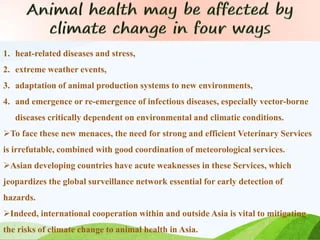 Animal health may be affected by
climate change in four ways
1. heat-related diseases and stress,
2. extreme weather events,
3. adaptation of animal production systems to new environments,
4. and emergence or re-emergence of infectious diseases, especially vector-borne
diseases critically dependent on environmental and climatic conditions.
➢To face these new menaces, the need for strong and efficient Veterinary Services
is irrefutable, combined with good coordination of meteorological services.
➢Asian developing countries have acute weaknesses in these Services, which
jeopardizes the global surveillance network essential for early detection of
hazards.
➢Indeed, international cooperation within and outside Asia is vital to mitigating
the risks of climate change to animal health in Asia.